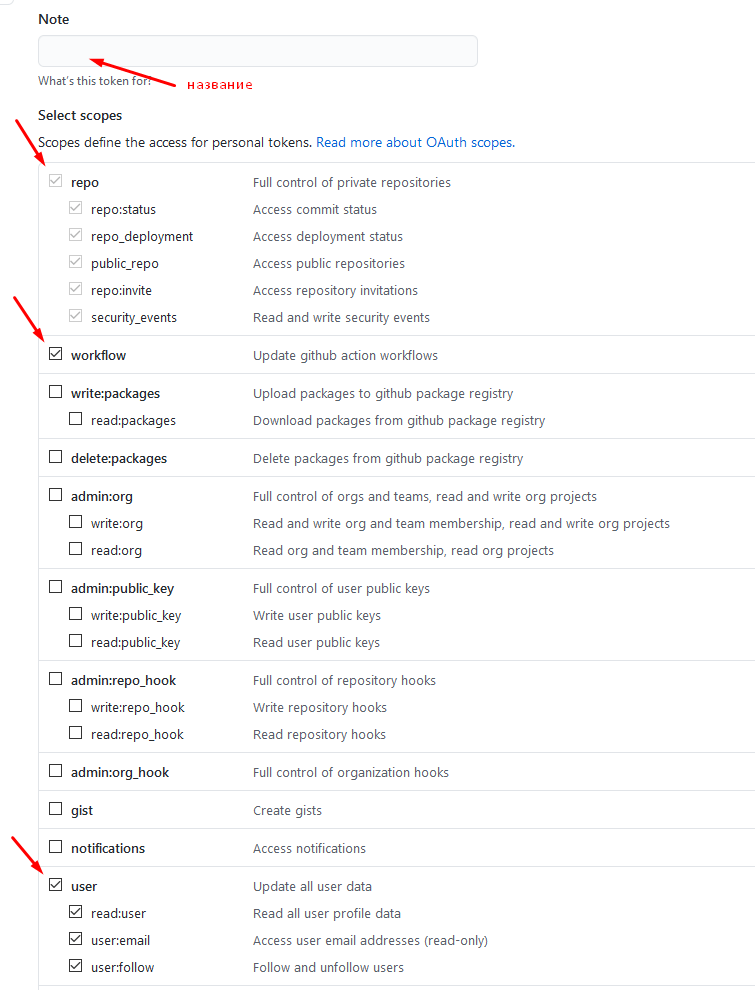 Note
What's this token for?
название
Select scopes
Scopes define the access for personal tokens. Read more about OAuth scopes.
repo Full control of private repositories
repo:status Access commit status
repo_deployment Access deployment status
public_repo Access public repositories
repo:invite Access repository invitations
security_events Read and write security events
workflow Update github action workflows
write:packages Upload packages to github package registry
read:packages Download packages from github package registry
delete:packages Delete packages from github package registry
admin:org Full control of orgs and teams, read and write org projects
write:org Read and write org and team membership, read and write org projects
read:org Read org and team membership, read org projects
admin:public_key Full control of user public keys
write:public_key Write user public keys
read:public_key Read user public keys
admin:repo_hook Full control of repository hooks
write:repo_hook Write repository hooks
read:repo_hook Read repository hooks
admin:org_hook Full control of organization hooks
gist Create gists
notifications Access notifications
user Update all user data
read:user Read all user profile data
user:email Access user email addresses (read-only)
user:follow Follow and unfollow users